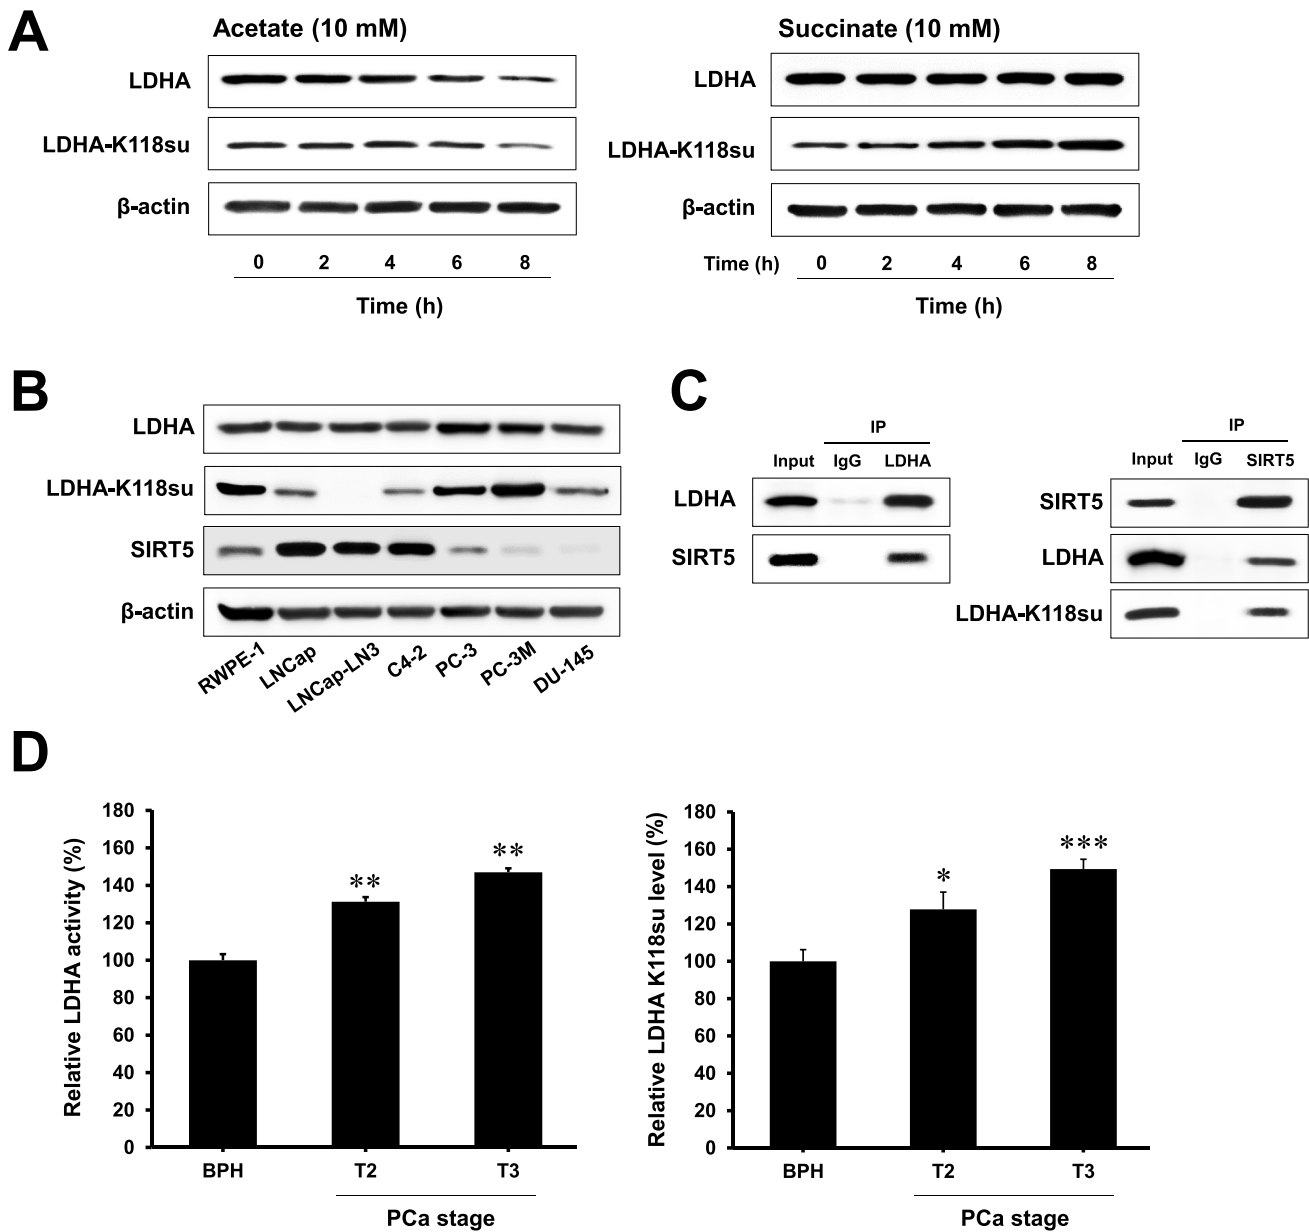 A
Acetate (10 mM)
LDHA
LDHA-K118su
β-actin
0 2 4 6 8
Time (h)
Succinate (10 mM)
LDHA
LDHA-K118su
β-actin
Time (h) 0 2 4 6 8
Time (h)
B
LDHA
LDHA-K118su
SIRT5
β-actin
RWPE-1 LNCap LNCap-LN3 C4-2 PC-3 PC-3M DU-145
C
IP
Input IgG LDHA
LDHA
SIRT5
IP
Input IgG SIRT5
SIRT5
LDHA
LDHA-K118su
D
Relative LDHA activity (%)
180
160
140
120
100
80
60
40
20
0
** **
BPH T2 T3
PCa stage
Relative LDHA K118su level (%)
180
160
140
120
100
80
60
40
20
0
* ***
BPH T2 T3
PCa stage